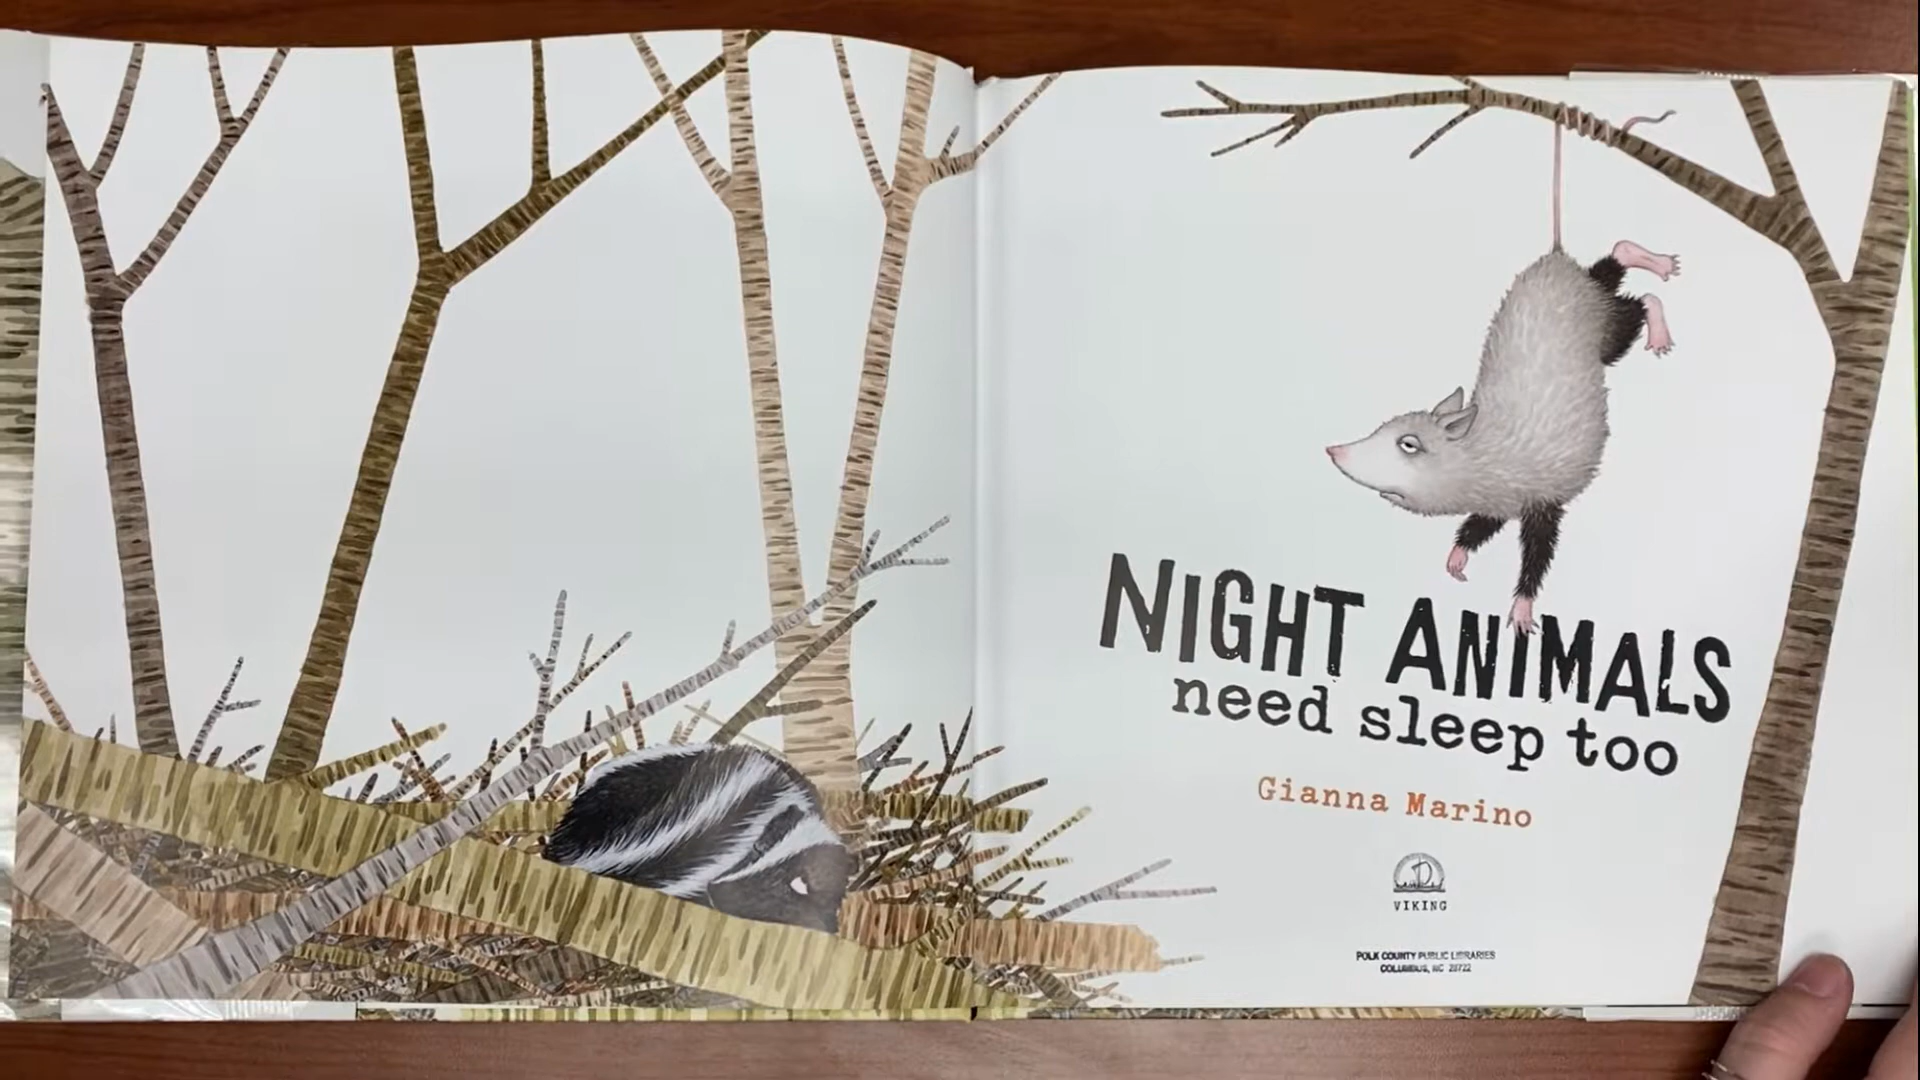 NIGHT ANIMALS
need sleep too
Gianna Marino
VIKING
POLK COUNTY PUBLIC LIBRARIES
COLUMBUS, NC 28722